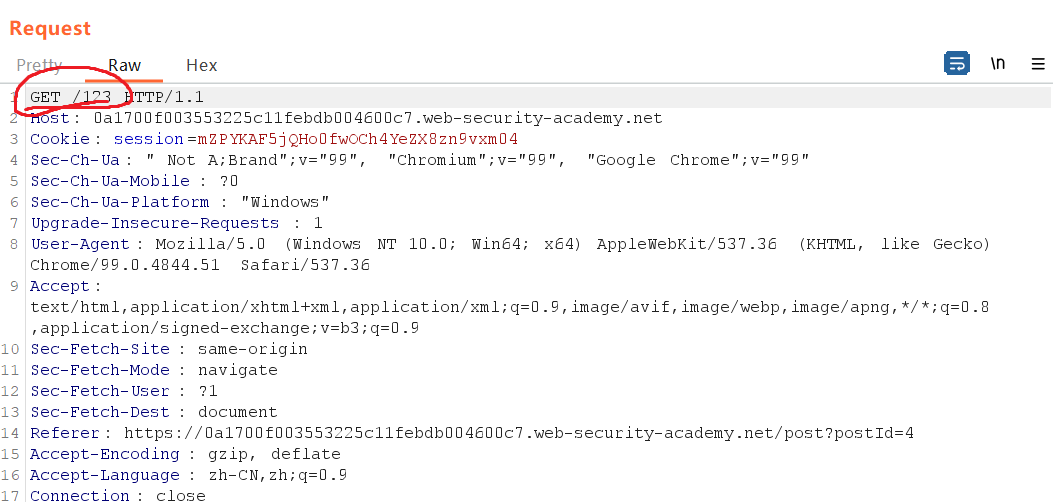 Request
Pretty Raw Hex \n
1 GET /123 HTTP/1.1
2 Host: 0a1700f003553225c11febdb004600c7.web-security-academy.net
3 Cookie: session=mZPYKAF5jQHo0fwOCh4YeZX8zn9vxm04
4 Sec-Ch-Ua: " Not A;Brand";v="99", "Chromium";v="99", "Google Chrome";v="99"
5 Sec-Ch-Ua-Mobile: ?0
6 Sec-Ch-Ua-Platform: "Windows"
7 Upgrade-Insecure-Requests: 1
8 User-Agent: Mozilla/5.0 (Windows NT 10.0; Win64; x64) AppleWebKit/537.36 (KHTML, like Gecko)
Chrome/99.0.4844.51 Safari/537.36
9 Accept:
text/html,application/xhtml+xml,application/xml;q=0.9,image/avif,image/webp,image/apng,*/*;q=0.8
,application/signed-exchange;v=b3;q=0.9
10 Sec-Fetch-Site: same-origin
11 Sec-Fetch-Mode: navigate
12 Sec-Fetch-User: ?1
13 Sec-Fetch-Dest: document
14 Referer: https://0a1700f003553225c11febdb004600c7.web-security-academy.net/post?postId=4
15 Accept-Encoding: gzip, deflate
16 Accept-Language: zh-CN,zh;q=0.9
17 Connection: close